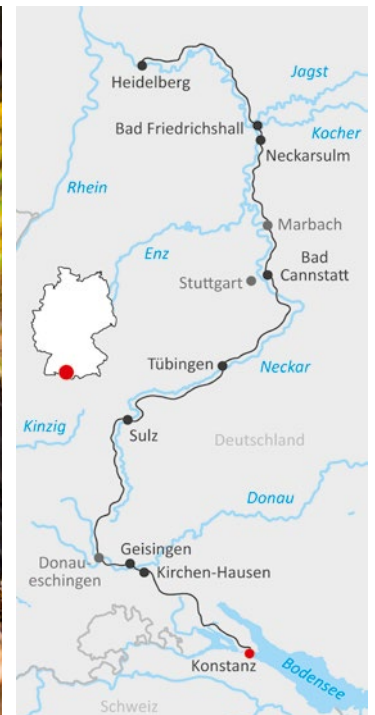 Heidelberg
Jagst
Bad Friedrichshall
Kocher
Neckarsulm
Rhein
Marbach
Enz
Bad
Cannstatt
Stuttgart
Tübingen
Neckar
Kinzig
Sulz
Deutschland
Donau
Geisingen
Donau-
eschingen
Kirchen-Hausen
Konstanz
Bodensee
Schweiz